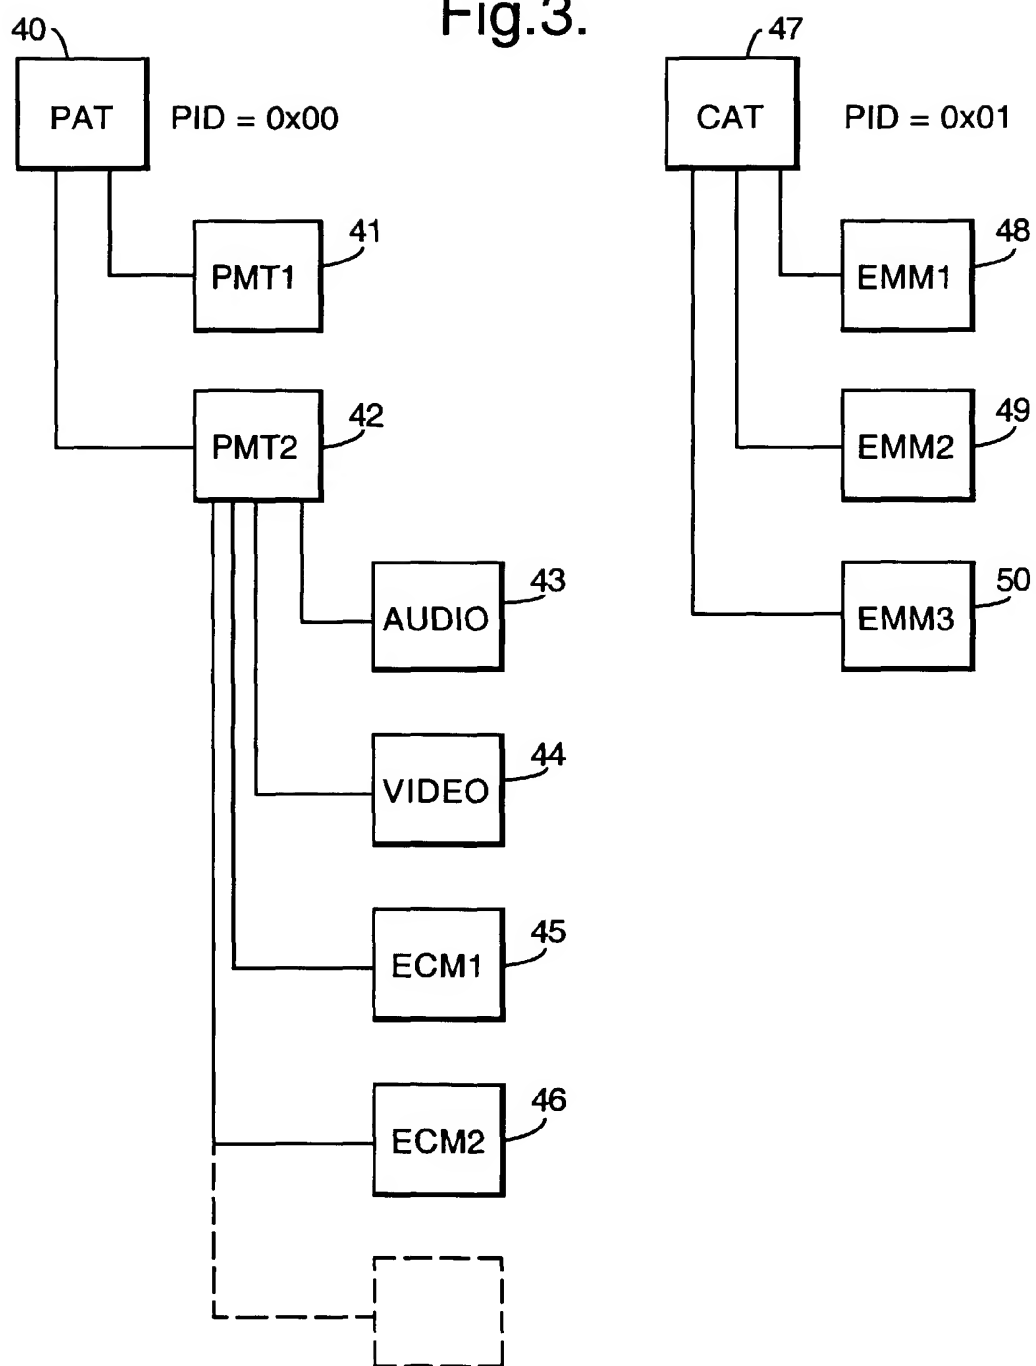 Fig.3.
40
47
PAT
PID = 0x00
CAT
PID = 0x01
41
PMT1
48
EMM1
42
PMT2
49
EMM2
43
AUDIO
50
EMM3
44
VIDEO
45
ECM1
46
ECM2